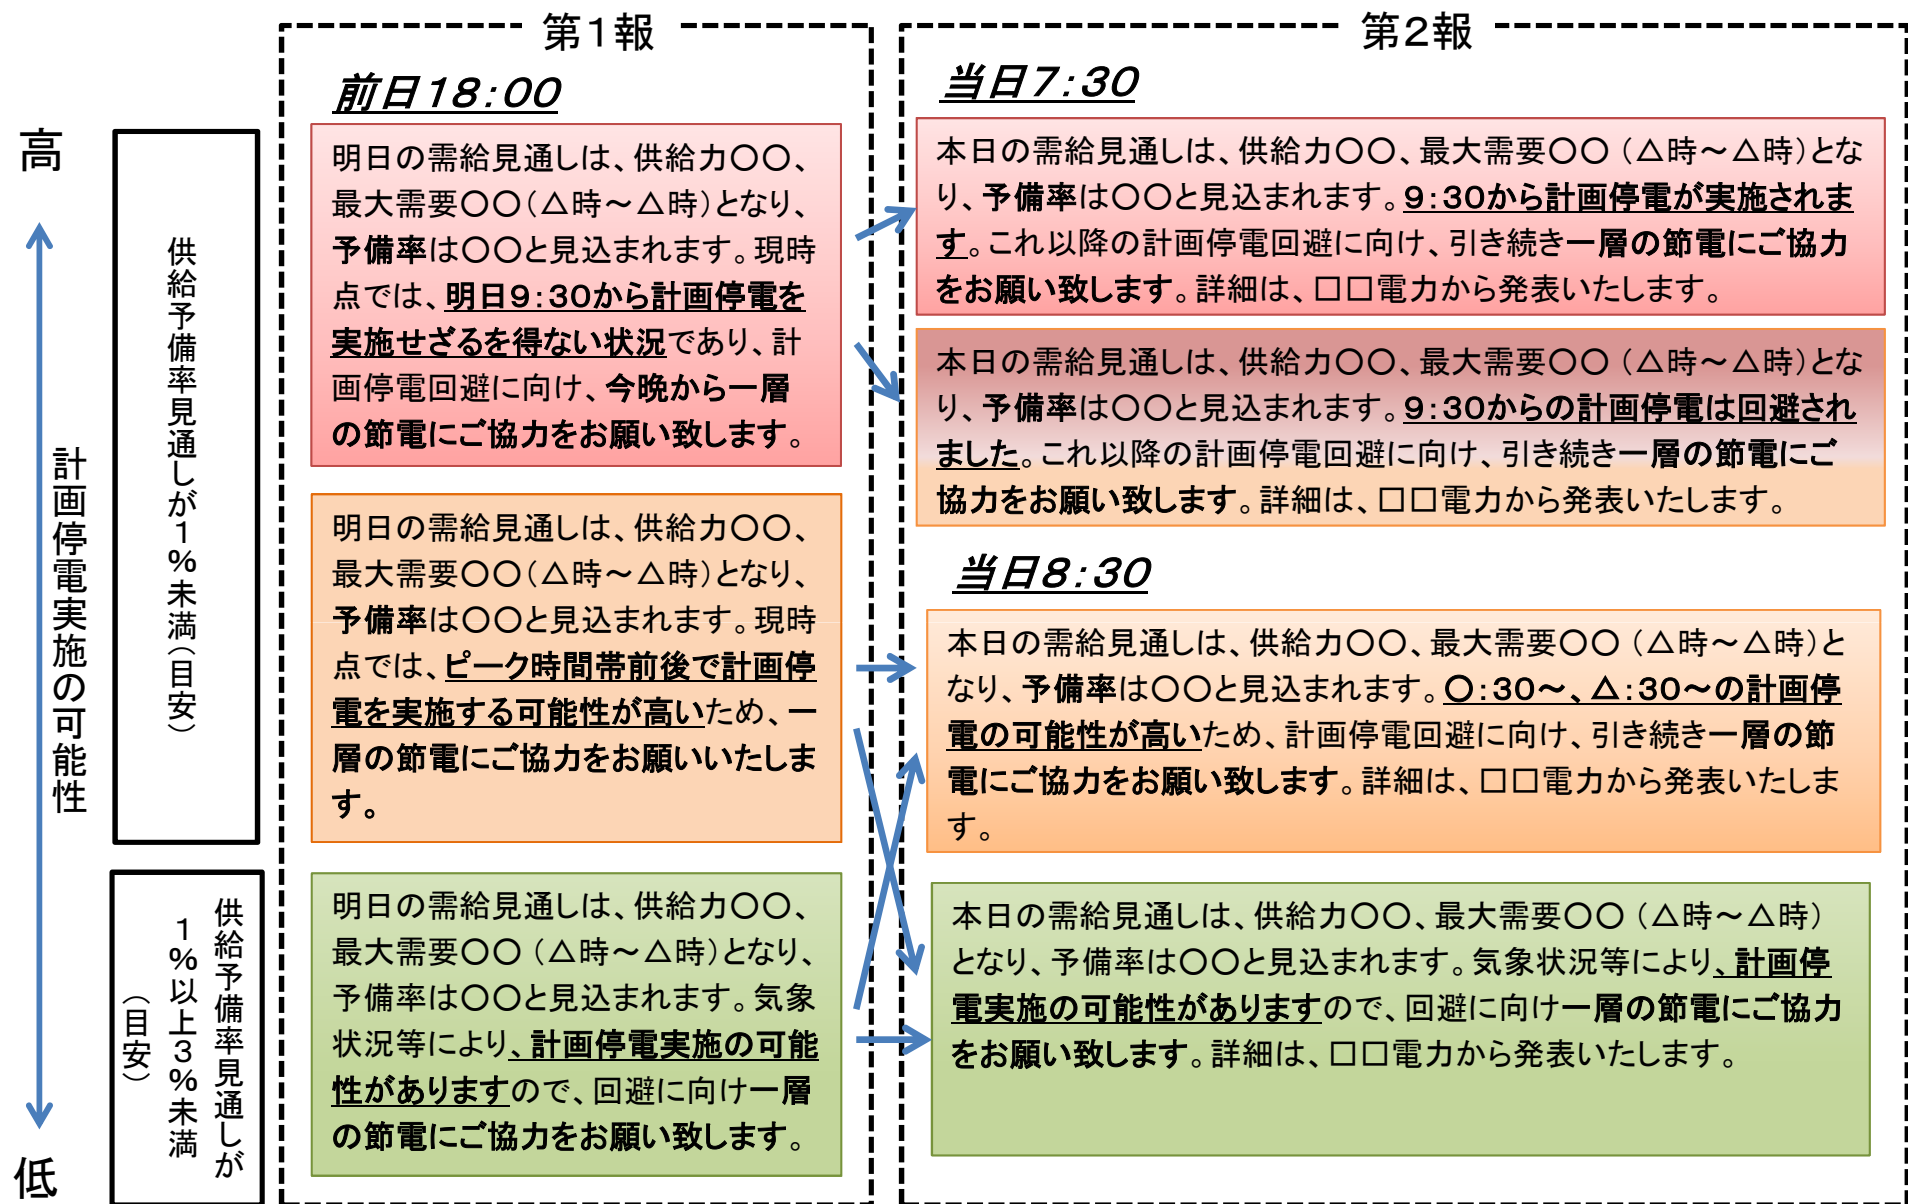 高
計画停電実施の可能性
低
供給予備率見通しが1%未満(目安)
供給予備率見通しが
1%以上3%未満
(目安)
第1報
前日18:00
明日の需給見通しは、供給力○○、
最大需要○○(△時～△時)となり、
予備率は○○と見込まれます。現時
点では、明日9:30から計画停電を
実施せざるを得ない状況であり、計
画停電回避に向け、今晩から一層
の節電にご協力をお願い致します。
明日の需給見通しは、供給力○○、
最大需要○○(△時～△時)となり、
予備率は○○と見込まれます。現時
点では、ピーク時間帯前後で計画停
電を実施する可能性が高いため、一
層の節電にご協力をお願いいたしま
す。
明日の需給見通しは、供給力○○、
最大需要○○(△時～△時)となり、
予備率は○○と見込まれます。気象
状況等により、計画停電実施の可能
性がありますので、回避に向け一層
の節電にご協力をお願い致します。
第2報
当日7:30
本日の需給見通しは、供給力○○、最大需要○○(△時～△時)とな
り、予備率は○○と見込まれます。9:30から計画停電が実施されま
す。これ以降の計画停電回避に向け、引き続き一層の節電にご協力
をお願い致します。詳細は、□□電力から発表いたします。
本日の需給見通しは、供給力○○、最大需要○○(△時～△時)とな
り、予備率は○○と見込まれます。9:30からの計画停電は回避され
ました。これ以降の計画停電回避に向け、引き続き一層の節電にご
協力をお願い致します。詳細は、□□電力から発表いたします。
当日8:30
本日の需給見通しは、供給力○○、最大需要○○(△時～△時)と
なり、予備率は○○と見込まれます。○:30～、△:30～の計画停
電の可能性が高いため、計画停電回避に向け、引き続き一層の節
電にご協力をお願い致します。詳細は、□□電力から発表いたしま
す。
本日の需給見通しは、供給力○○、最大需要○○(△時～△時)
となり、予備率は○○と見込まれます。気象状況等により、計画停
電実施の可能性がありますので、回避に向け一層の節電にご協力
をお願い致します。詳細は、□□電力から発表いたします。